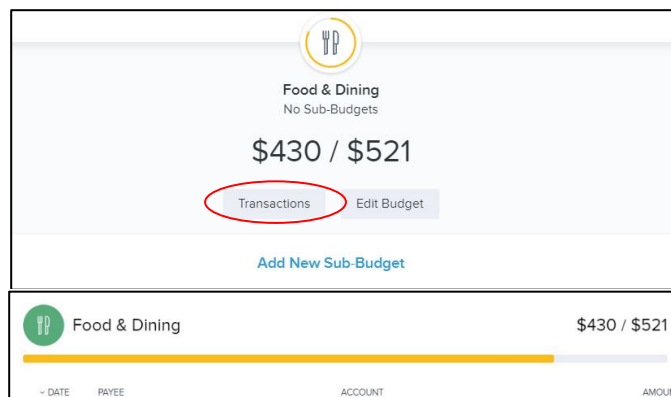 Food & Dining
No Sub-Budgets
$430 / $521
Transactions Edit Budget
Add New Sub-Budget
Food & Dining $430 / $521
DATE PAYEE ACCOUNT AMOUN